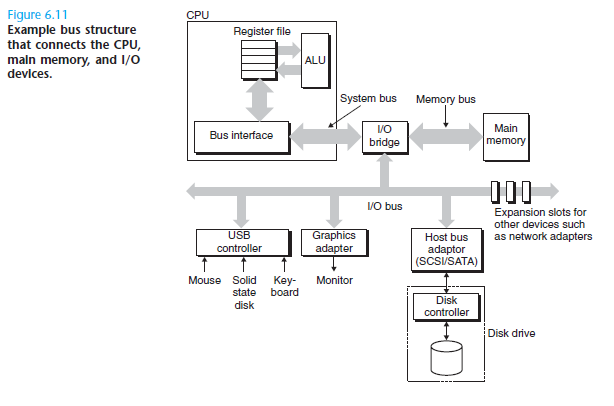 Figure 6.11
Example bus structure
that connects the CPU,
main memory, and I/O
devices.
CPU
Register file
ALU
System bus
Memory bus
Bus interface
I/O
bridge
Main
memory
I/O bus
Expansion slots for
other devices such
as network adapters
USB
controller
Graphics
adapter
Host bus
adaptor
(SCSI/SATA)
Mouse
Solid
state
disk
Key-
board
Monitor
Disk
controller
Disk drive